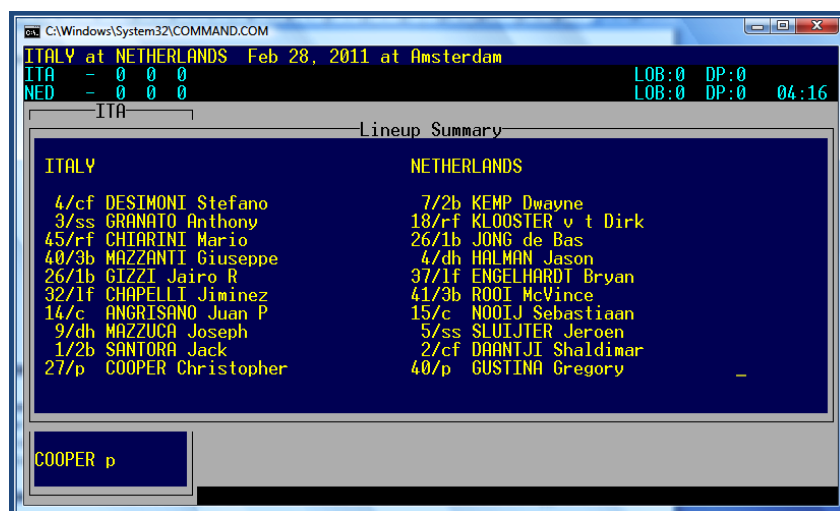 C:\Windows\System32\COMMAND.COM
ITALY at NETHERLANDS Feb 28, 2011 at Amsterdam
ITA - 0 0 0 LOB:0 DP:0
NED - 0 0 0 LOB:0 DP:0 04:16
ITA
Lineup Summary
ITALY NETHERLANDS
4/cf DESIMONI Stefano 7/2b KEMP Dwayne
3/ss GRANATO Anthony 18/rf KLOOSTER v t Dirk
45/rf CHIARINI Mario 26/1b JONG de Bas
40/3b MAZZANTI Giuseppe 4/dh HALMAN Jason
26/1b GIZZI Jairo R 37/lf ENGELHARDT Bryan
32/lf CHAPELLI Jiminez 41/3b ROOI McVince
14/c ANGRISANO Juan P 15/c NOOIJ Sebastiaan
9/dh MAZZUCA Joseph 5/ss SLUIJTER Jeroen
1/2b SANTORA Jack 2/cf DAANTJI Shaldimar
27/p COOPER Christopher 40/p GUSTINA Gregory _
COOPER p